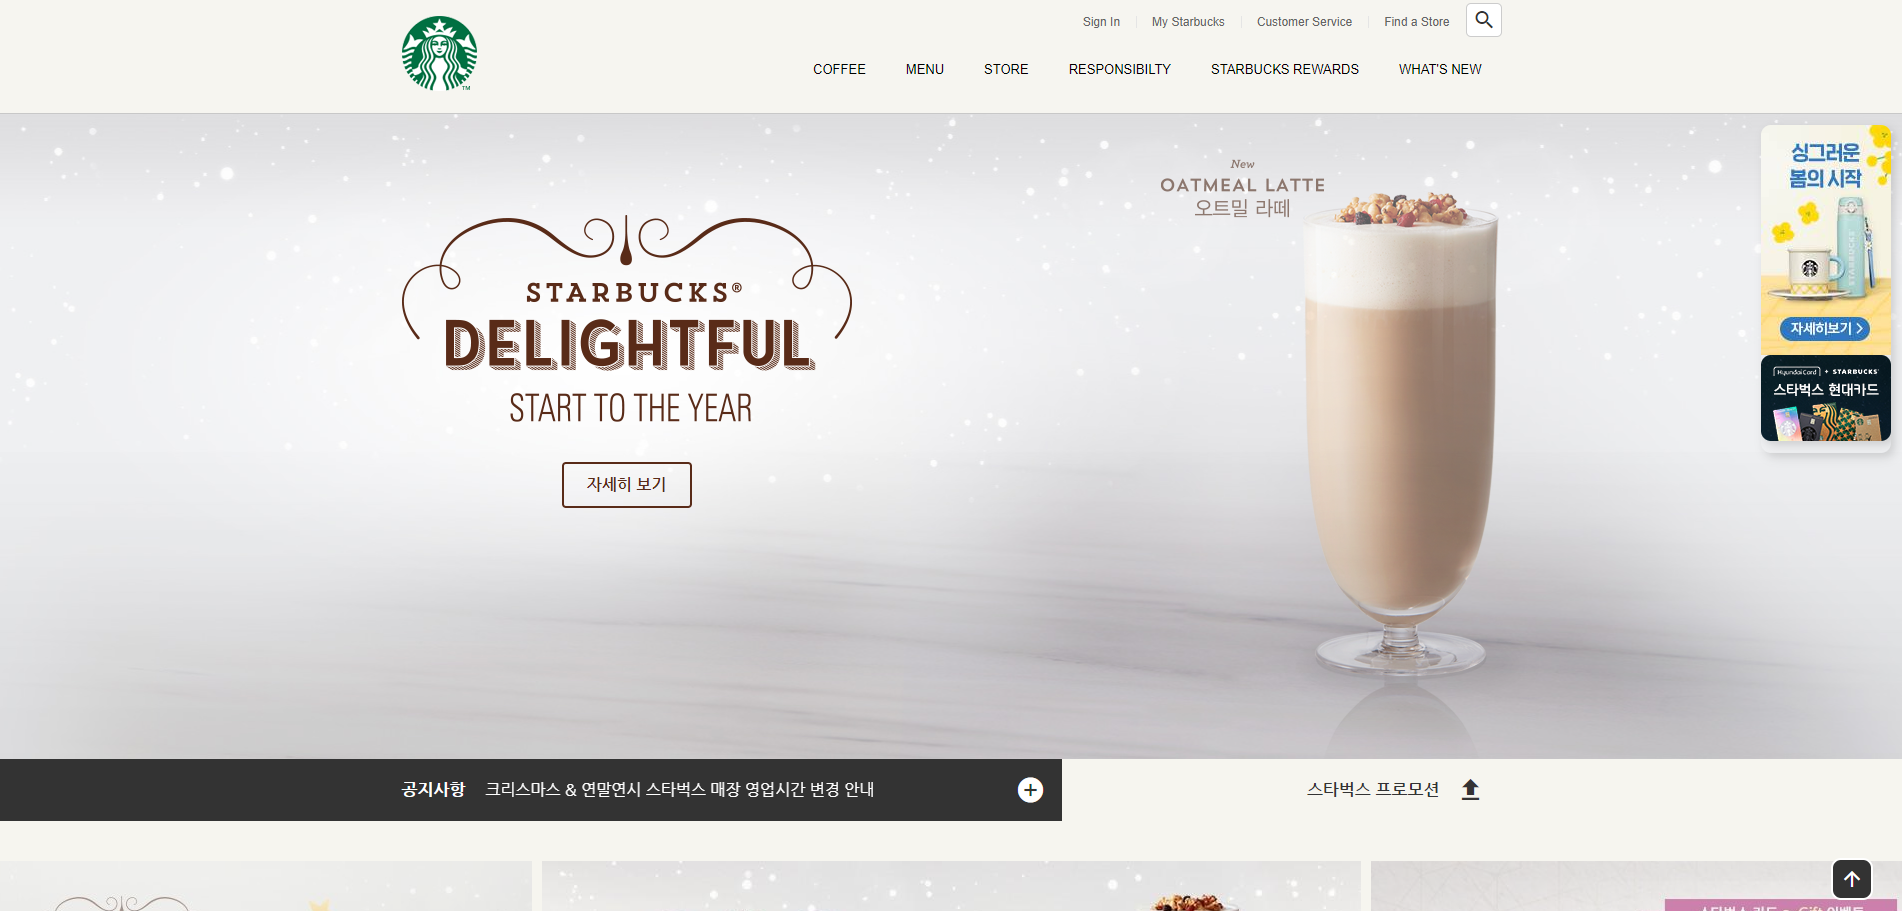 Sign In
My Starbucks
Customer Service
Find a Store
COFFEE
MENU
STORE
RESPONSIBILTY
STARBUCKS REWARDS
WHAT'S NEW
TM
New
OATMEAL LATTE
오트밀 라떼
STARBUCKS®
DELIGHTFUL
START TO THE YEAR
자세히 보기
싱그러운
봄의 시작
STARBUCKS
자세히보기 >
HyundaiCard + STARBUCKS
스타벅스 현대카드
공지사항 크리스마스 & 연말연시 스타벅스 매장 영업시간 변경 안내
스타벅스 프로모션